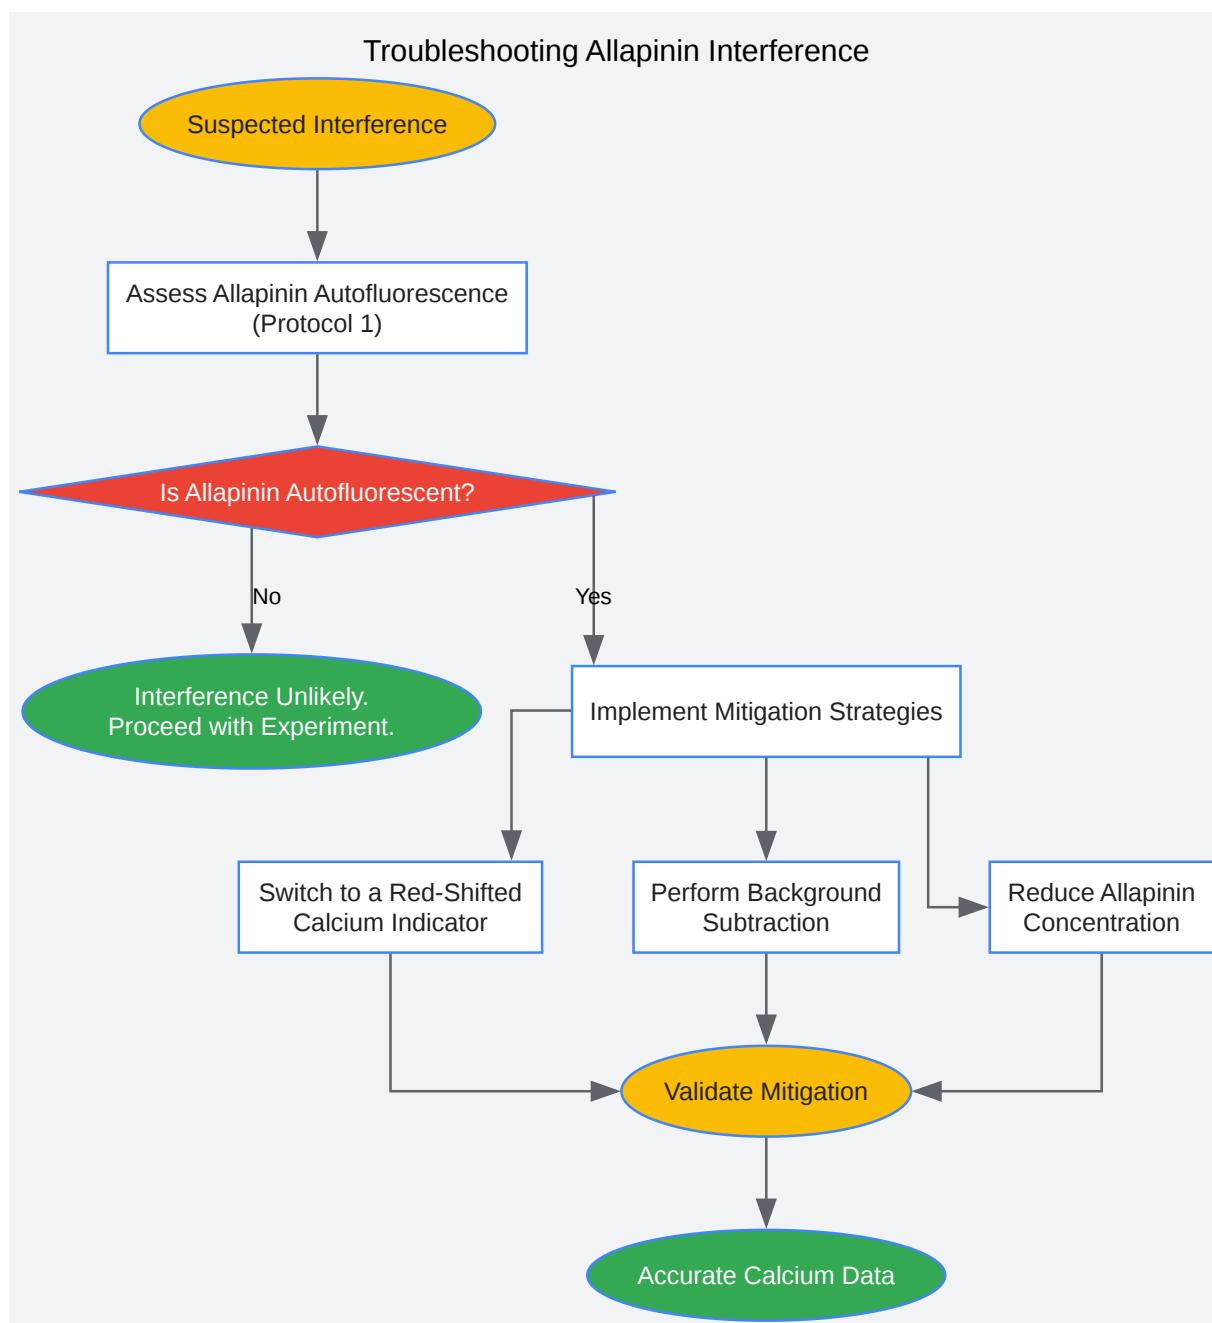 Troubleshooting Allapinin Interference
Suspected Interference
Assess Allapinin Autofluorescence
(Protocol 1)
Is Allapinin Autofluorescent?
No
Yes
Interference Unlikely.
Proceed with Experiment.
Implement Mitigation Strategies
Switch to a Red-Shifted
Calcium Indicator
Perform Background
Subtraction
Reduce Allapinin
Concentration
Validate Mitigation
Accurate Calcium Data